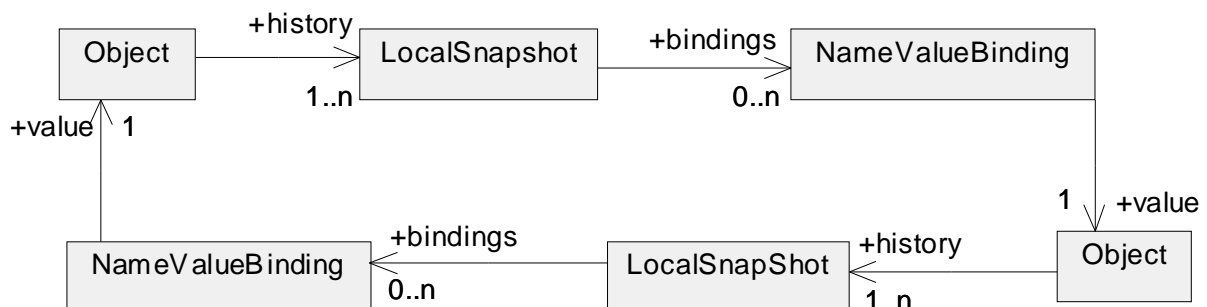 +history
+bindings
Object
LocalSnapshot
NameValueBinding
1..n
0..n
+value
1
1
+value
+bindings
+history
NameValueBinding
LocalSnapShot
Object
0..n
1..n